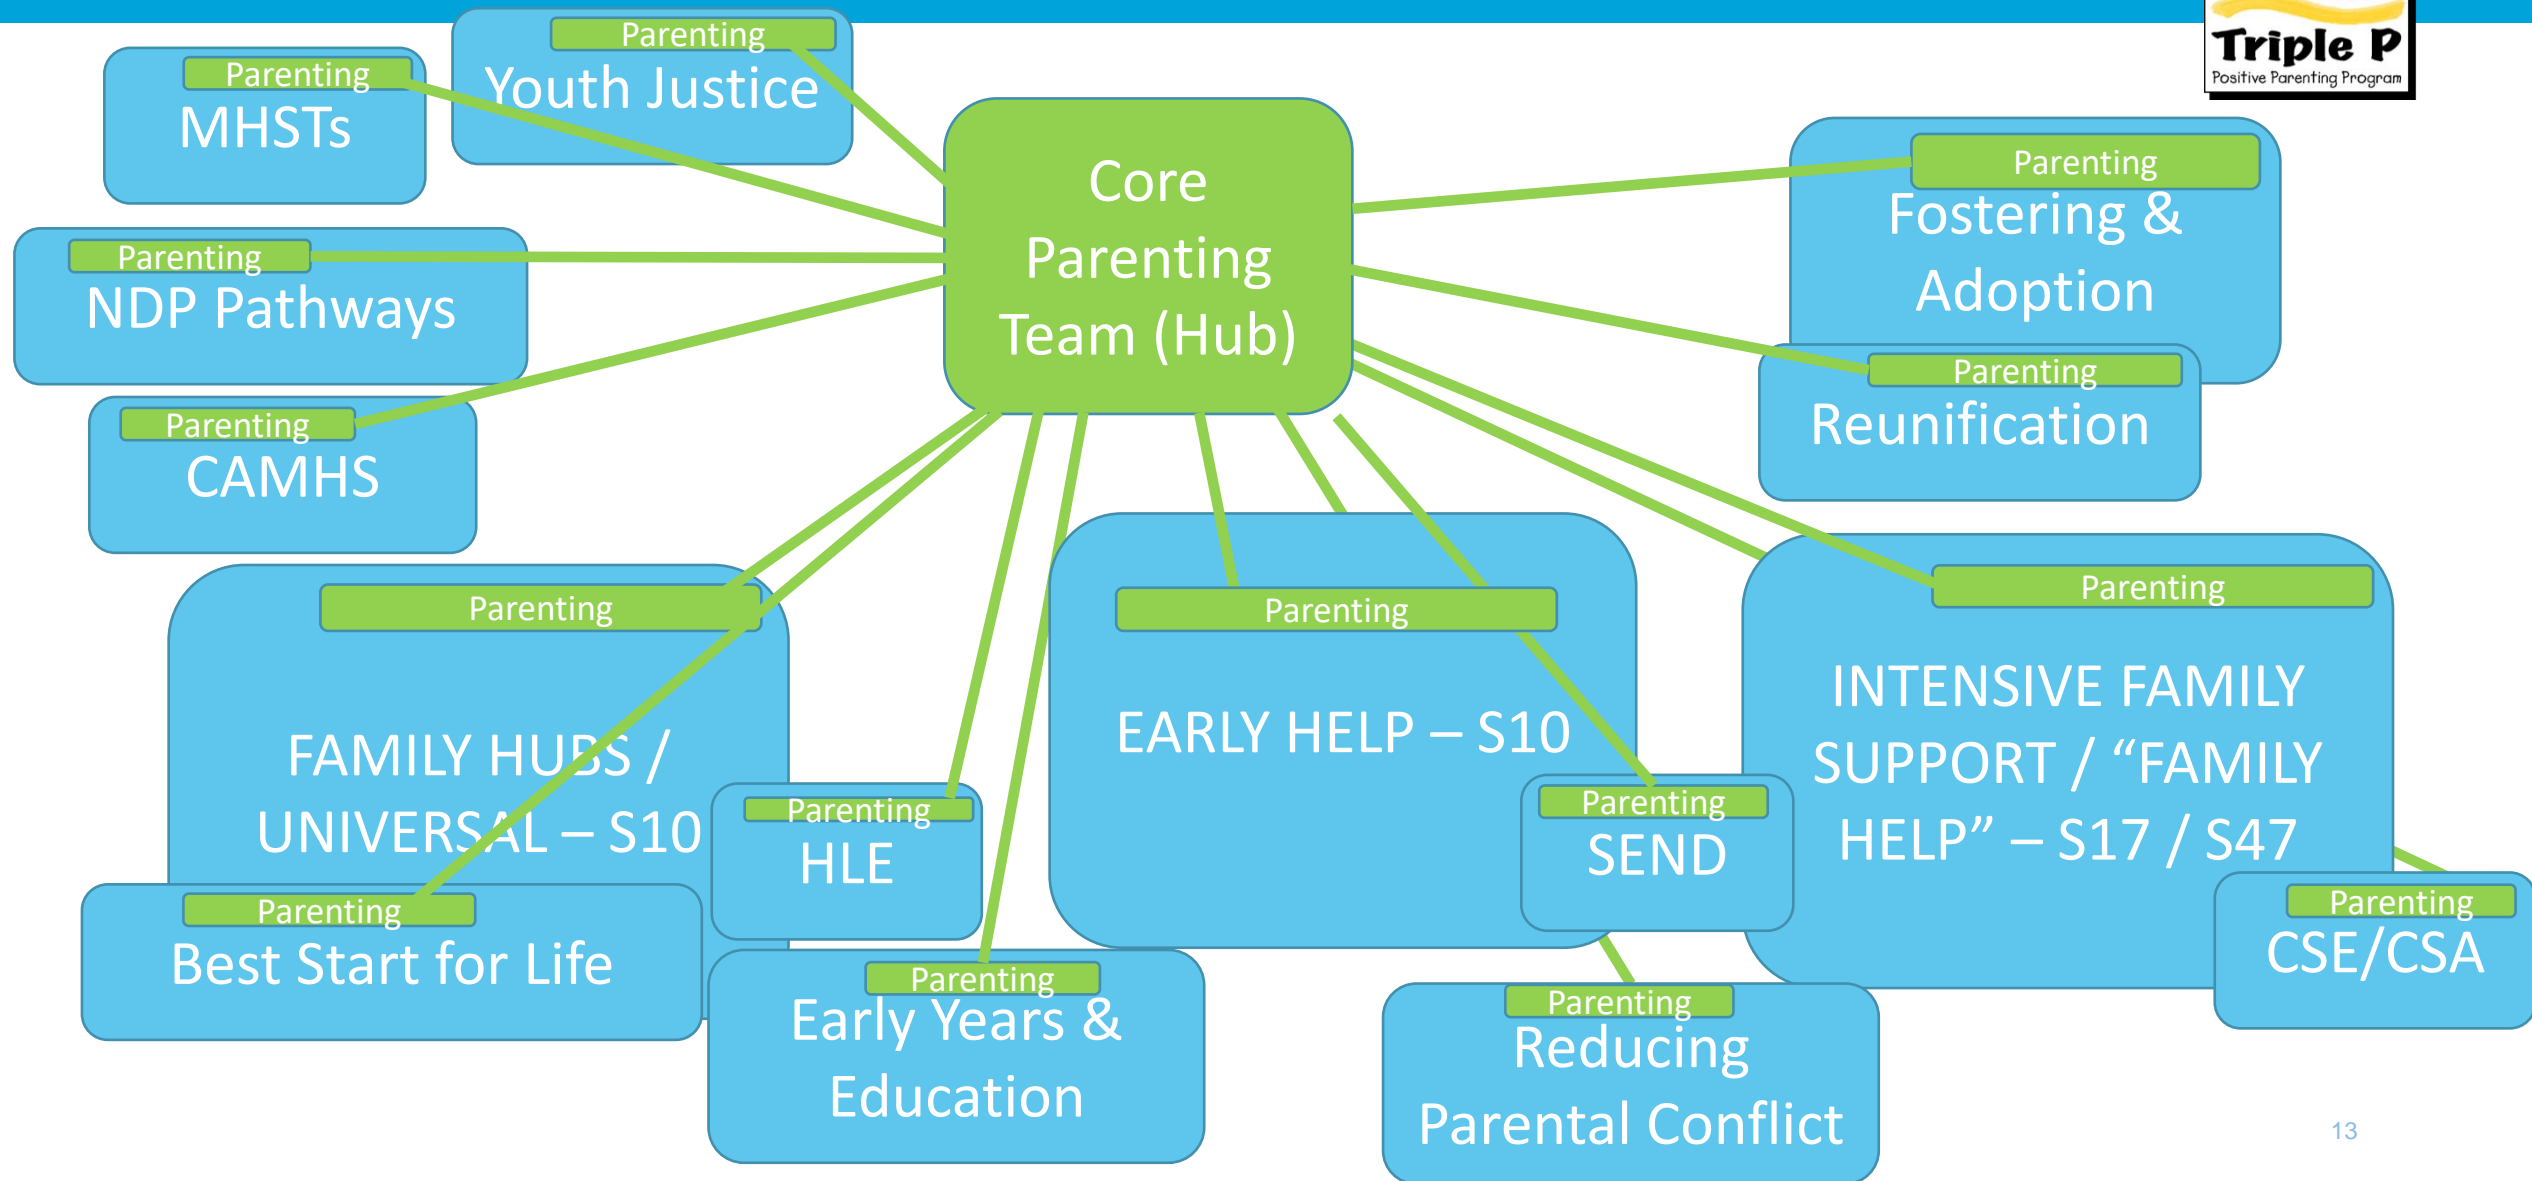 Triple P
Positive Parenting Program
Parenting
Youth Justice
Parenting
MHSTs
Parenting
NDP Pathways
Parenting
CAMHS
Core
Parenting
Team (Hub)
Parenting
Fostering &
Adoption
Parenting
Reunification
Parenting
FAMILY HUBS /
UNIVERSAL – S10
Parenting
Best Start for Life
Parenting
HLE
Parenting
Early Years &
Education
Parenting
EARLY HELP – S10
Parenting
SEND
Parenting
Reducing
Parental Conflict
Parenting
INTENSIVE FAMILY
SUPPORT / “FAMILY
HELP” – S17 / S47
Parenting
CSE/CSA
13